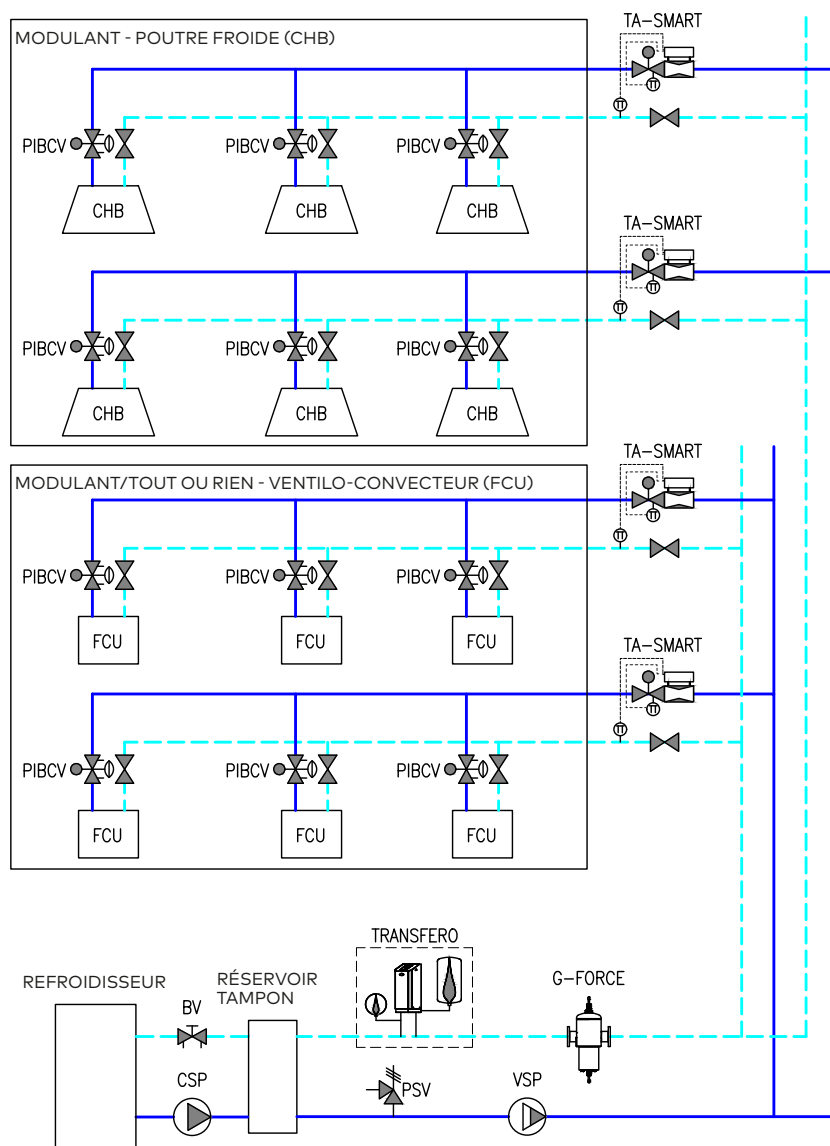 MODULANT - POUTRE FROIDE (CHB)
TA-SMART
PIBCV PIBCV PIBCV
CHB CHB CHB
TA-SMART
PIBCV PIBCV PIBCV
CHB CHB CHB
TA-SMART
MODULANT/TOUT OU RIEN - VENTILO-CONVECTEUR (FCU)
PIBCV PIBCV PIBCV
FCU FCU FCU
TA-SMART
PIBCV PIBCV PIBCV
FCU FCU FCU
TRANSFERO
G-FORCE
REFROIDISSEUR
RÉSERVOIR
TAMPON
BV
CSP
PSV
VSP